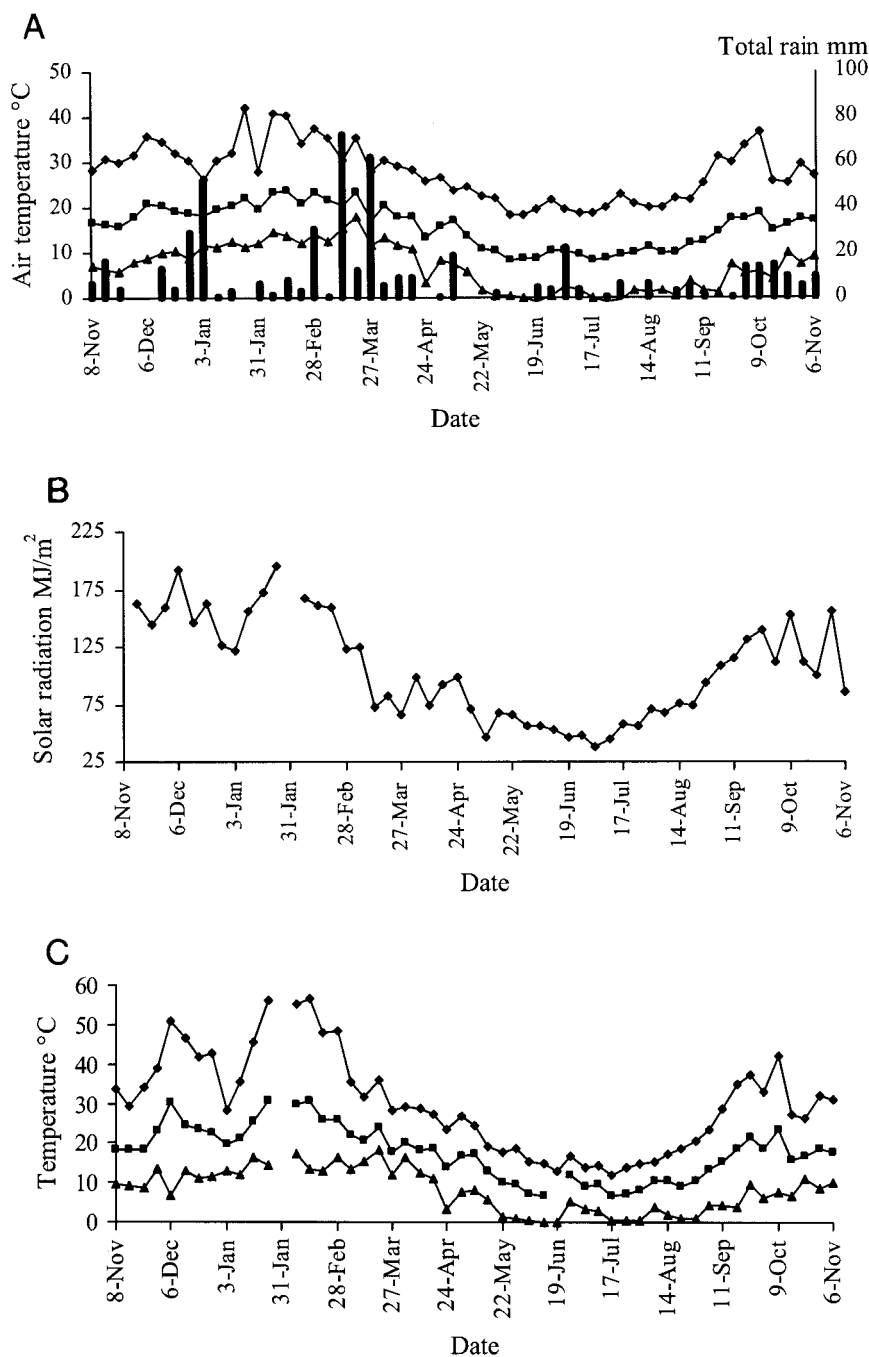 A
Total rain mm
Air temperature °C
50
40
30
20
10
0
100
80
60
40
20
0
8-Nov
6-Dec
3-Jan
31-Jan
28-Feb
27-Mar
24-Apr
22-May
19-Jun
17-Jul
14-Aug
11-Sep
9-Oct
6-Nov
Date
B
Solar radiation MJ/m²
225
175
125
75
25
8-Nov
6-Dec
3-Jan
31-Jan
28-Feb
27-Mar
24-Apr
22-May
19-Jun
17-Jul
14-Aug
11-Sep
9-Oct
6-Nov
Date
C
Temperature °C
60
50
40
30
20
10
0
8-Nov
6-Dec
3-Jan
31-Jan
28-Feb
27-Mar
24-Apr
22-May
19-Jun
17-Jul
14-Aug
11-Sep
9-Oct
6-Nov
Date